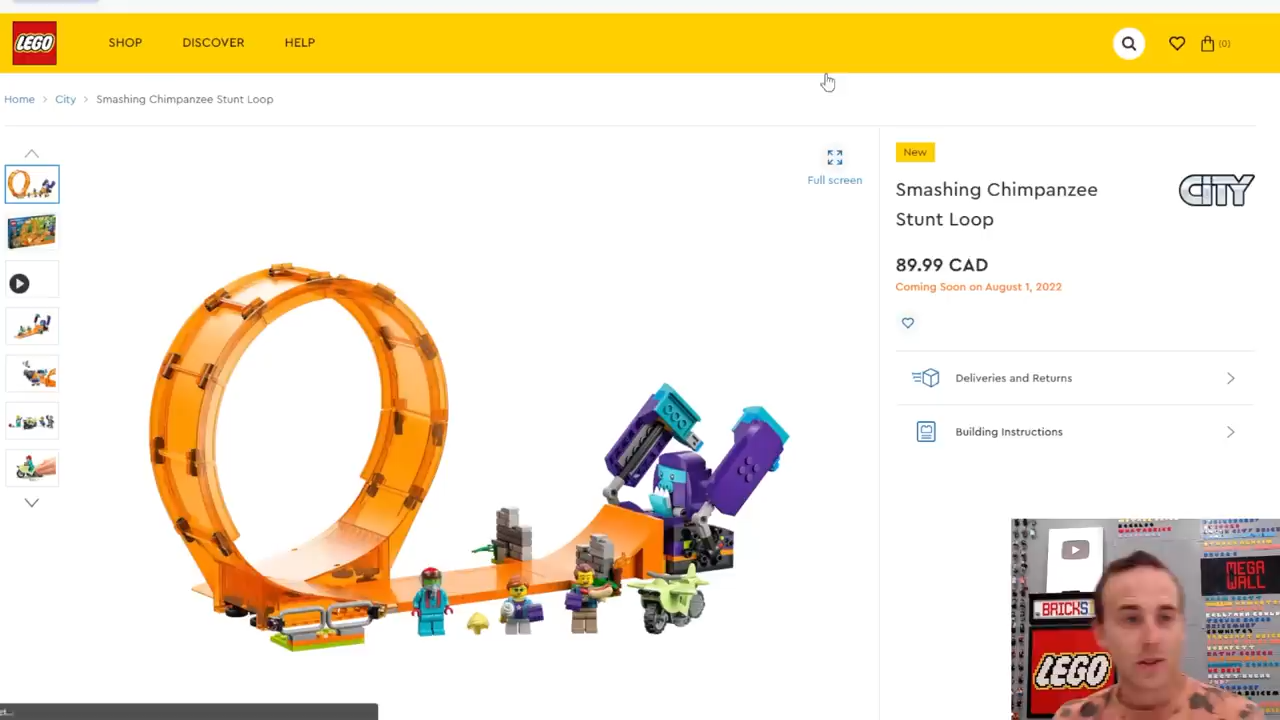 LEGO
SHOP
DISCOVER
HELP
(0)
Home
City
Smashing Chimpanzee Stunt Loop
Full screen
New
Smashing Chimpanzee
Stunt Loop
CITY
89.99 CAD
Coming Soon on August 1, 2022
Deliveries and Returns
Building Instructions
MEGA
WALL
BRICKS
LEGO